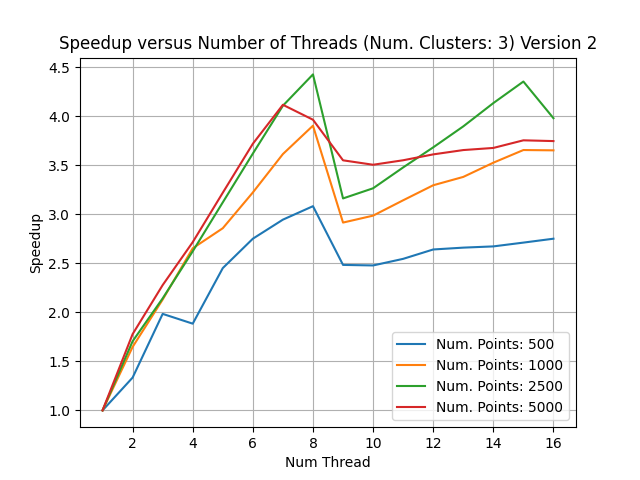 Speedup versus Number of Threads (Num. Clusters: 3) Version 2
4.5
4.0
3.5
3.0
2.5
2.0
1.5
1.0
Speedup
2 4 6 8 10 12 14 16
Num Thread
Num. Points: 500
Num. Points: 1000
Num. Points: 2500
Num. Points: 5000